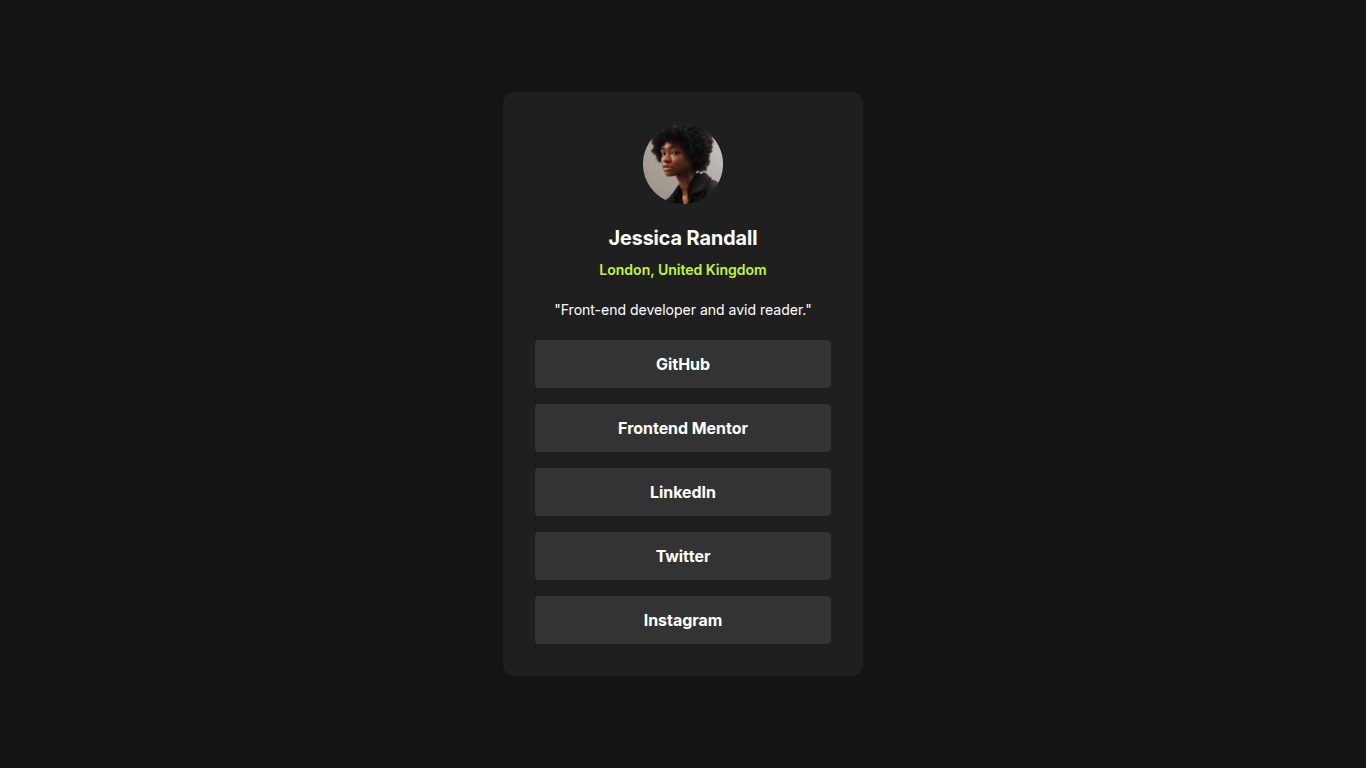 Jessica Randall
London, United Kingdom
"Front-end developer and avid reader."
GitHub
Frontend Mentor
LinkedIn
Twitter
Instagram